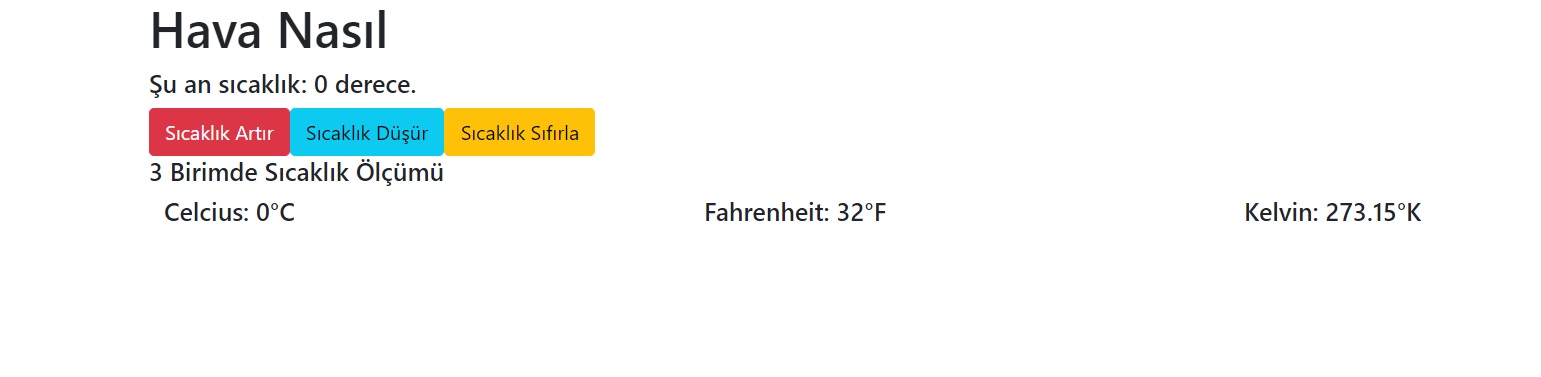 Hava Nasıl
Şu an sıcaklık: 0 derece.
Sıcaklık Artır Sıcaklık Düşür Sıcaklık Sıfırla
3 Birimde Sıcaklık Ölçümü
Celcius: 0°C Fahrenheit: 32°F Kelvin: 273.15°K